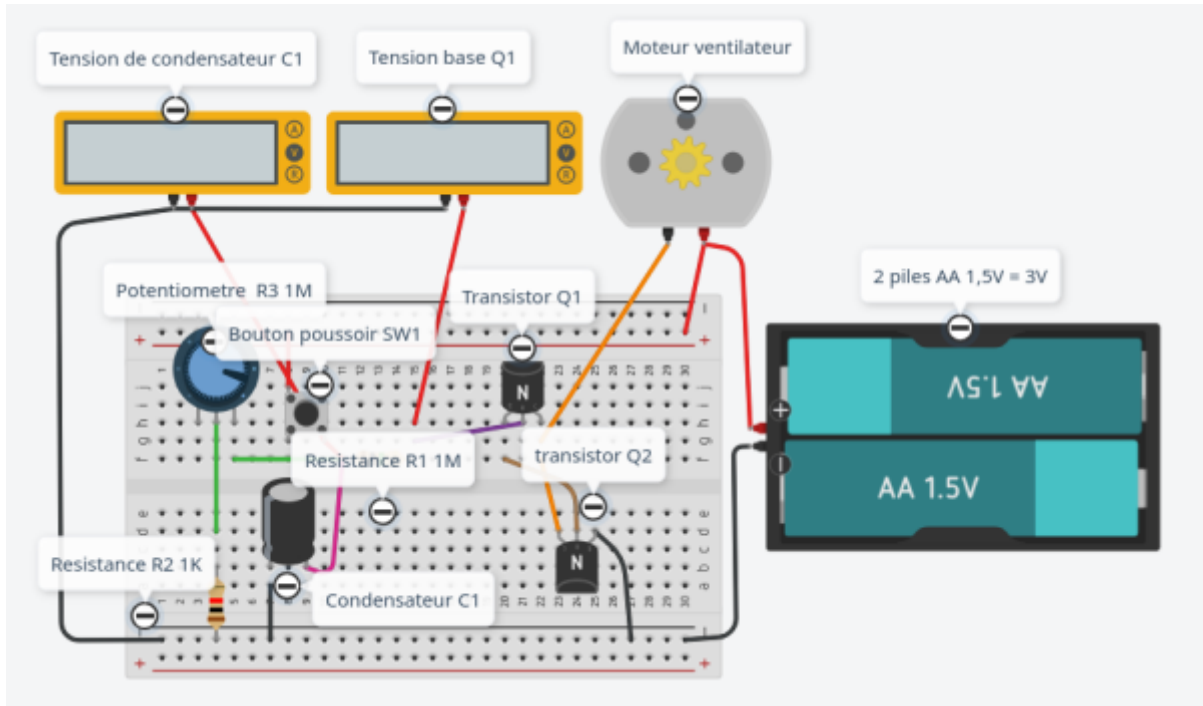 Tension de condensateur C1
Tension base Q1
Moteur ventilateur
A
V
R
A
V
R
2 piles AA 1,5V = 3V
Potentiometre R3 1M
Transistor Q1
Bouton poussoir SW1
N
AA 1.5V
Resistance R1 1M
transistor Q2
AA 1.5V
N
Resistance R2 1K
Condensateur C1